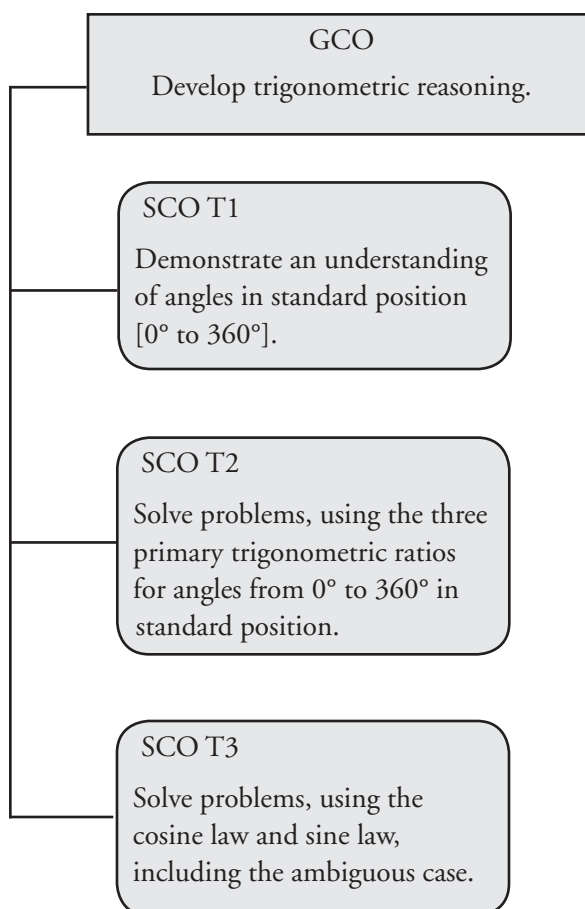 GCO
Develop trigonometric reasoning.
SCO T1
Demonstrate an understanding
of angles in standard position
[0° to 360°].
SCO T2
Solve problems, using the three
primary trigonometric ratios
for angles from 0° to 360° in
standard position.
SCO T3
Solve problems, using the
cosine law and sine law,
including the ambiguous case.